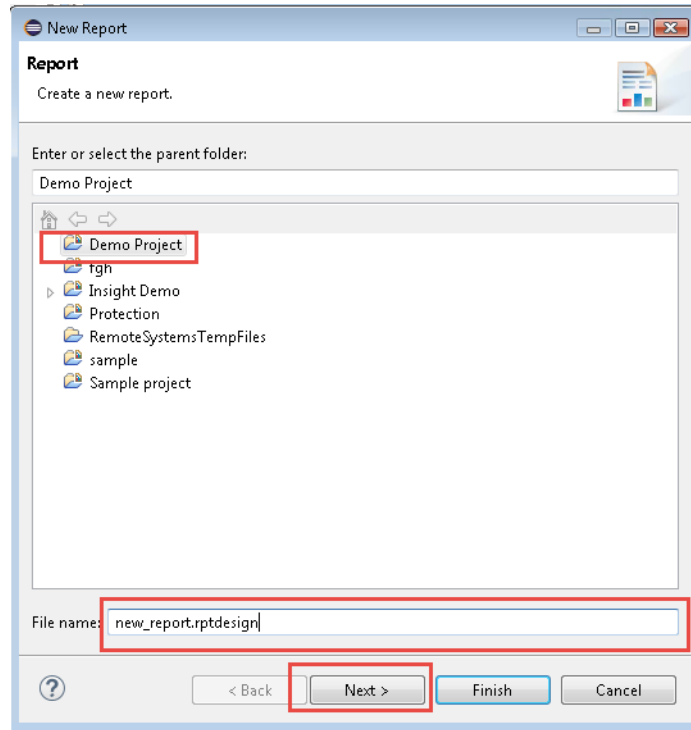 New Report
Report
Create a new report.
Enter or select the parent folder:
Demo Project
Demo Project
fgh
Insight Demo
Protection
RemoteSystemsTempFiles
sample
Sample project
File name: new_report.rptdesign
< Back Next > Finish Cancel